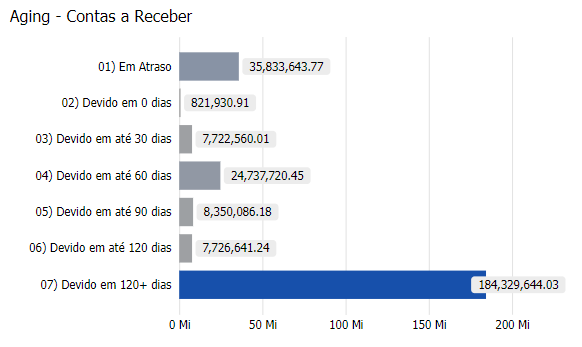 Aging - Contas a Receber
01) Em Atraso 35,833,643.77
02) Devido em 0 dias 821,930.91
03) Devido em até 30 dias 7,722,560.01
04) Devido em até 60 dias 24,737,720.45
05) Devido em até 90 dias 8,350,086.18
06) Devido em até 120 dias 7,726,641.24
07) Devido em 120+ dias 184,329,644.03
0 Mi 50 Mi 100 Mi 150 Mi 200 Mi